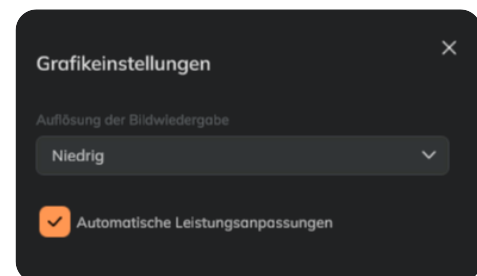 Grafikeinstellungen
Auflösung der Bildwiedergabe
Niedrig
Automatische Leistungsanpassungen